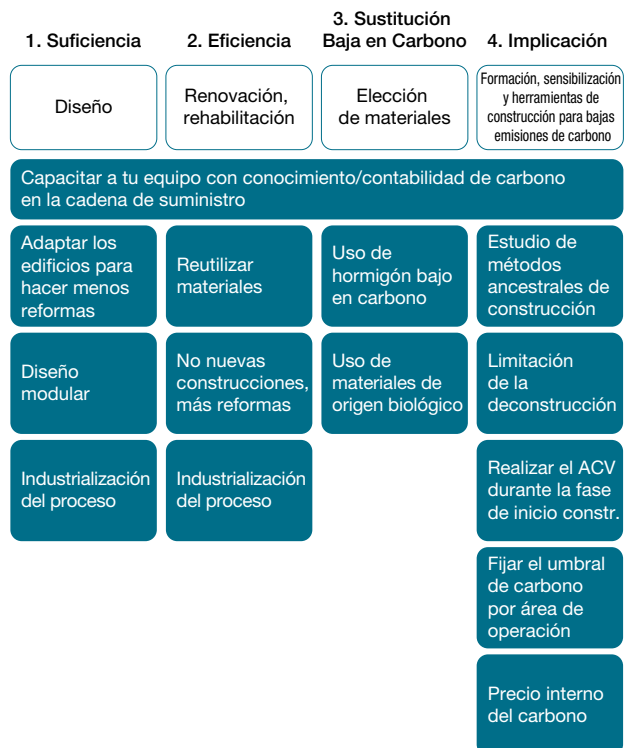 1. Suficiencia
2. Eficiencia
3. Sustitución
Baja en Carbono
4. Implicación
Diseño
Renovación,
rehabilitación
Elección
de materiales
Formación, sensibilización
y herramientas de
construcción para bajas
emisiones de carbono
Capacitar a tu equipo con conocimiento/contabilidad de carbono
en la cadena de suministro
Adaptar los
edificios para
hacer menos
reformas
Reutilizar
materiales
Uso de
hormigón bajo
en carbono
Estudio de
métodos
ancestrales de
construcción
Diseño
modular
No nuevas
construcciones,
más reformas
Uso de
materiales de
origen biológico
Limitación
de la
deconstrucción
Industrialización
del proceso
Industrialización
del proceso
Realizar el ACV
durante la fase
de inicio constr.
Fijar el umbral
de carbono
por área de
operación
Precio interno
del carbono